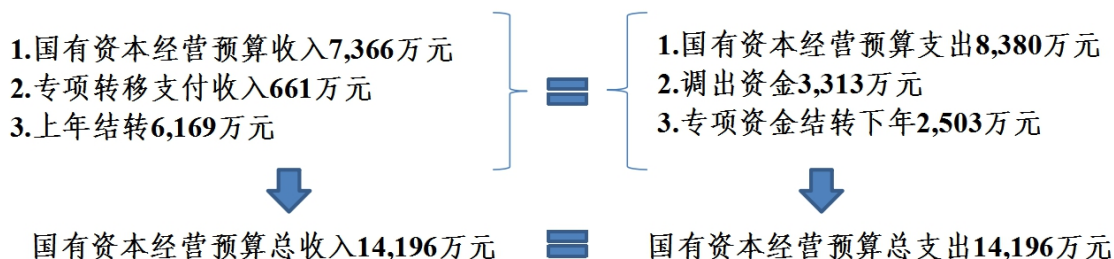 1.国有资本经营预算收入7,366万元
2.专项转移支付收入661万元
3.上年结转6,169万元
1.国有资本经营预算支出8,380万元
2.调出资金3,313万元
3.专项资金结转下年2,503万元
国有资本经营预算总收入14,196万元
国有资本经营预算总支出14,196万元